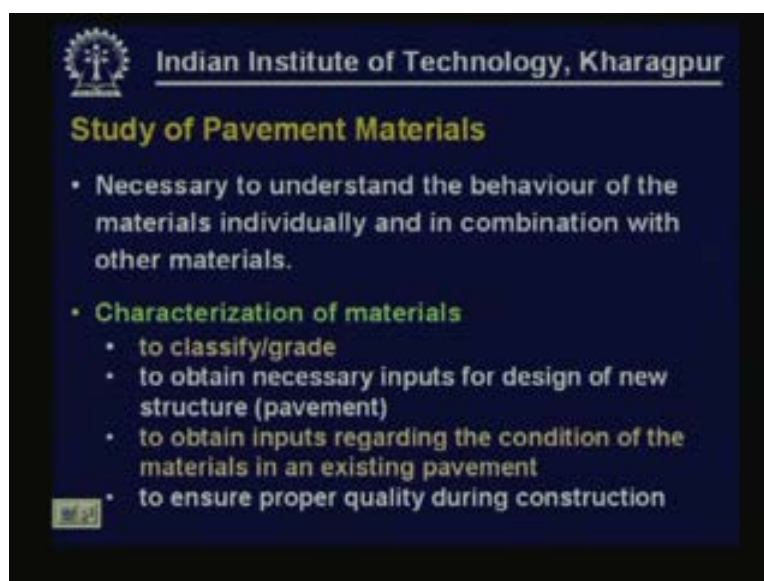 Indian Institute of Technology, Kharagpur
Study of Pavement Materials
• Necessary to understand the behaviour of the
materials individually and in combination with
other materials.
• Characterization of materials
• to classify/grade
• to obtain necessary inputs for design of new
structure (pavement)
• to obtain inputs regarding the condition of the
materials in an existing pavement
• to ensure proper quality during construction